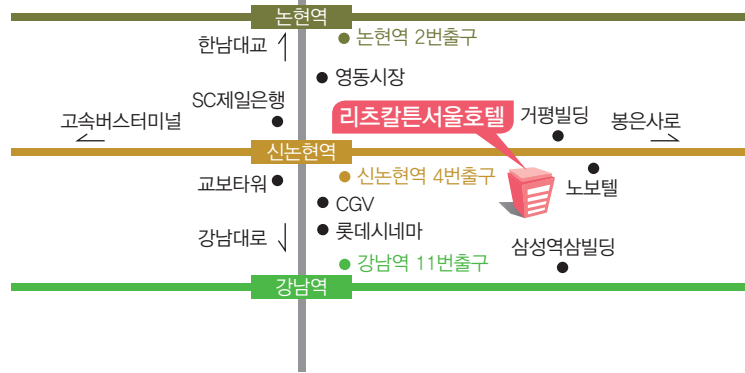 논현역
논현역 2번출구
한남대교
영동시장
SC제일은행
고속버스터미널
리츠칼튼서울호텔
거평빌딩
봉은사로
신논현역
교보타워
신논현역 4번출구
노보텔
CGV
강남대로
롯데시네마
삼성역삼빌딩
강남역 11번출구
강남역